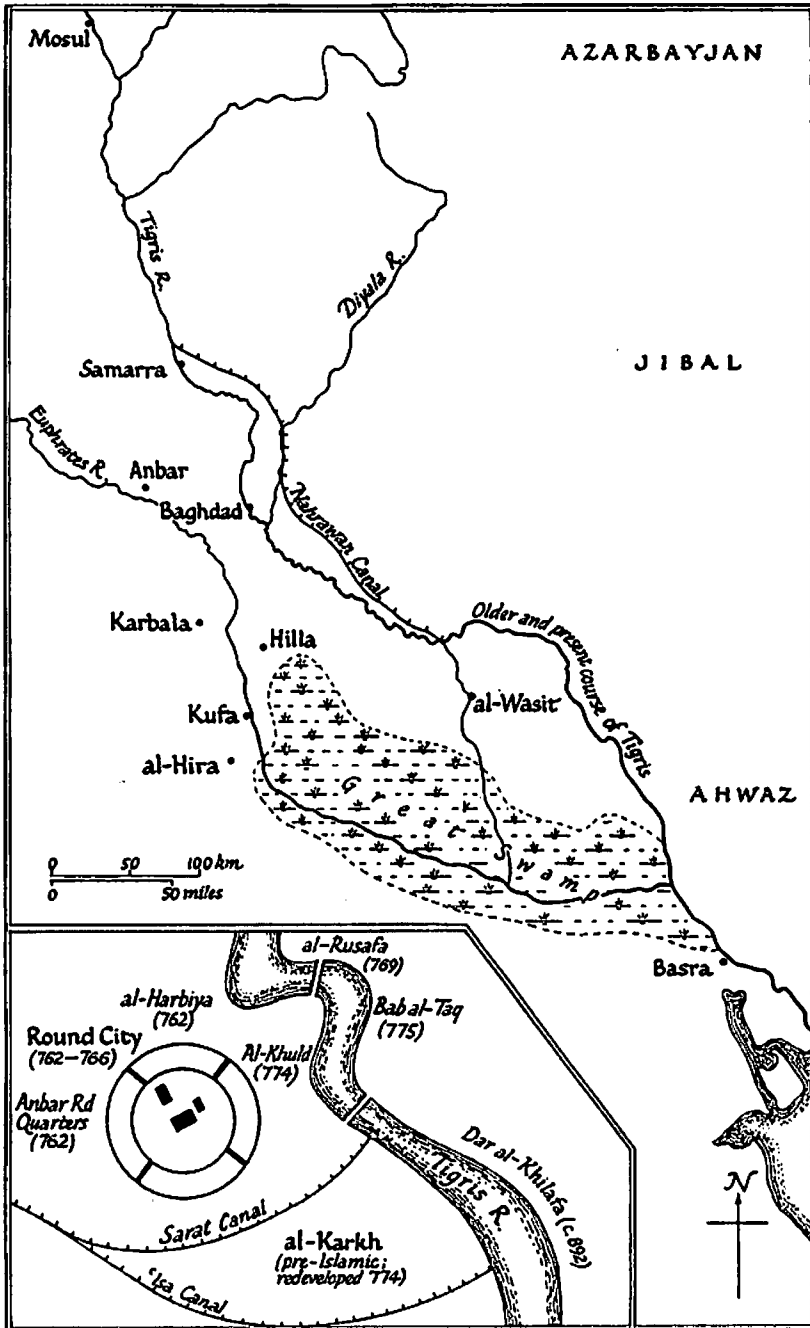 Mosul
AZARBAYJAN
Tigris R.
Diyala R.
JIBAL
Samarra
Euphrates R.
Anbar
Baghdad
Nahrawan Canal
Karbala
Hilla
Older and present course of Tigris
al-Wasit
Kufa
al-Hira
AHWAZ
Great Swamp
0 50 100 km
0 50 miles
Basra
al-Rusafa
(769)
al-Harbiya
(762)
Bab al-Taq
(775)
Round City
(762–766)
Al-Khuld
(774)
Anbar Rd
Quarters
(762)
Dar al-Khilafa (c.892)
Tigris R.
Sarat Canal
al-Karkh
(pre-Islamic;
redeveloped 774)
ʿIsa Canal
N